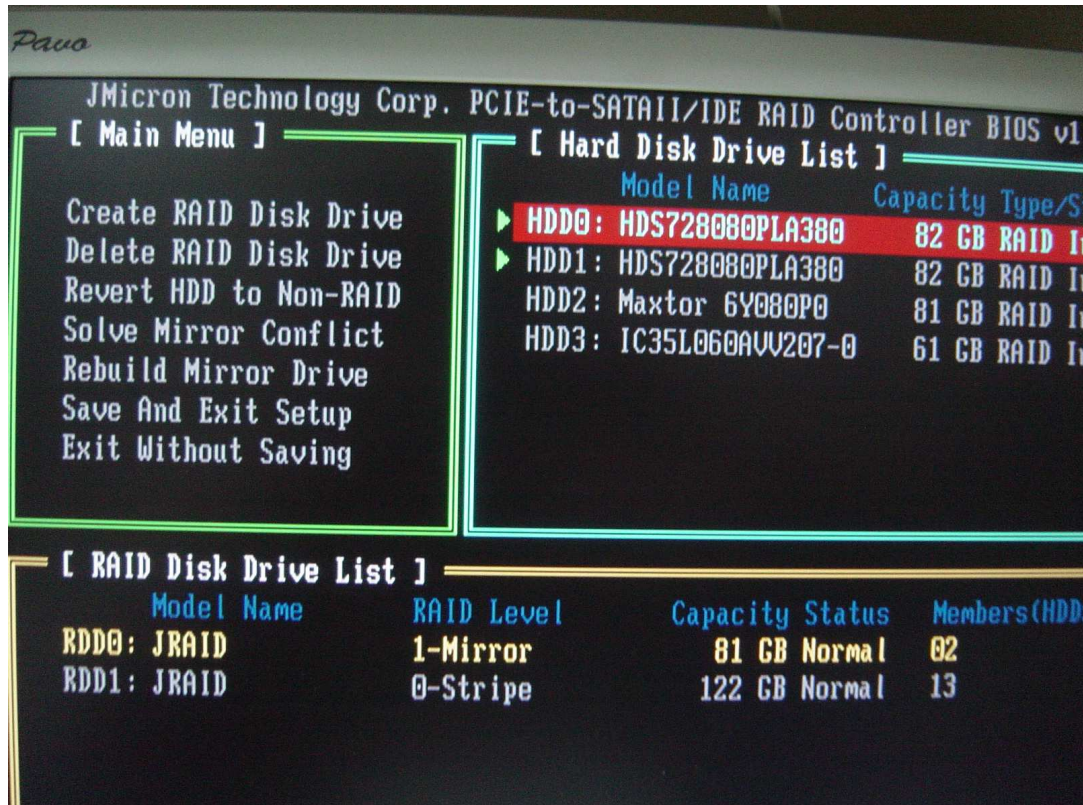 Pavo
JMicron Technology Corp. PCIE-to-SATAII/IDE RAID Controller BIOS v1
[ Main Menu ]
Create RAID Disk Drive
Delete RAID Disk Drive
Revert HDD to Non-RAID
Solve Mirror Conflict
Rebuild Mirror Drive
Save And Exit Setup
Exit Without Saving
[ Hard Disk Drive List ]
Model Name Capacity Type/S
HDD0: HDS728080PLA380 82 GB RAID I
HDD1: HDS728080PLA380 82 GB RAID I
HDD2: Maxtor 6Y080P0 81 GB RAID I
HDD3: IC35L060AVV207-0 61 GB RAID I
[ RAID Disk Drive List ]
Model Name RAID Level Capacity Status Members(HDD
RDD0: JRAID 1-Mirror 81 GB Normal 02
RDD1: JRAID 0-Stripe 122 GB Normal 13